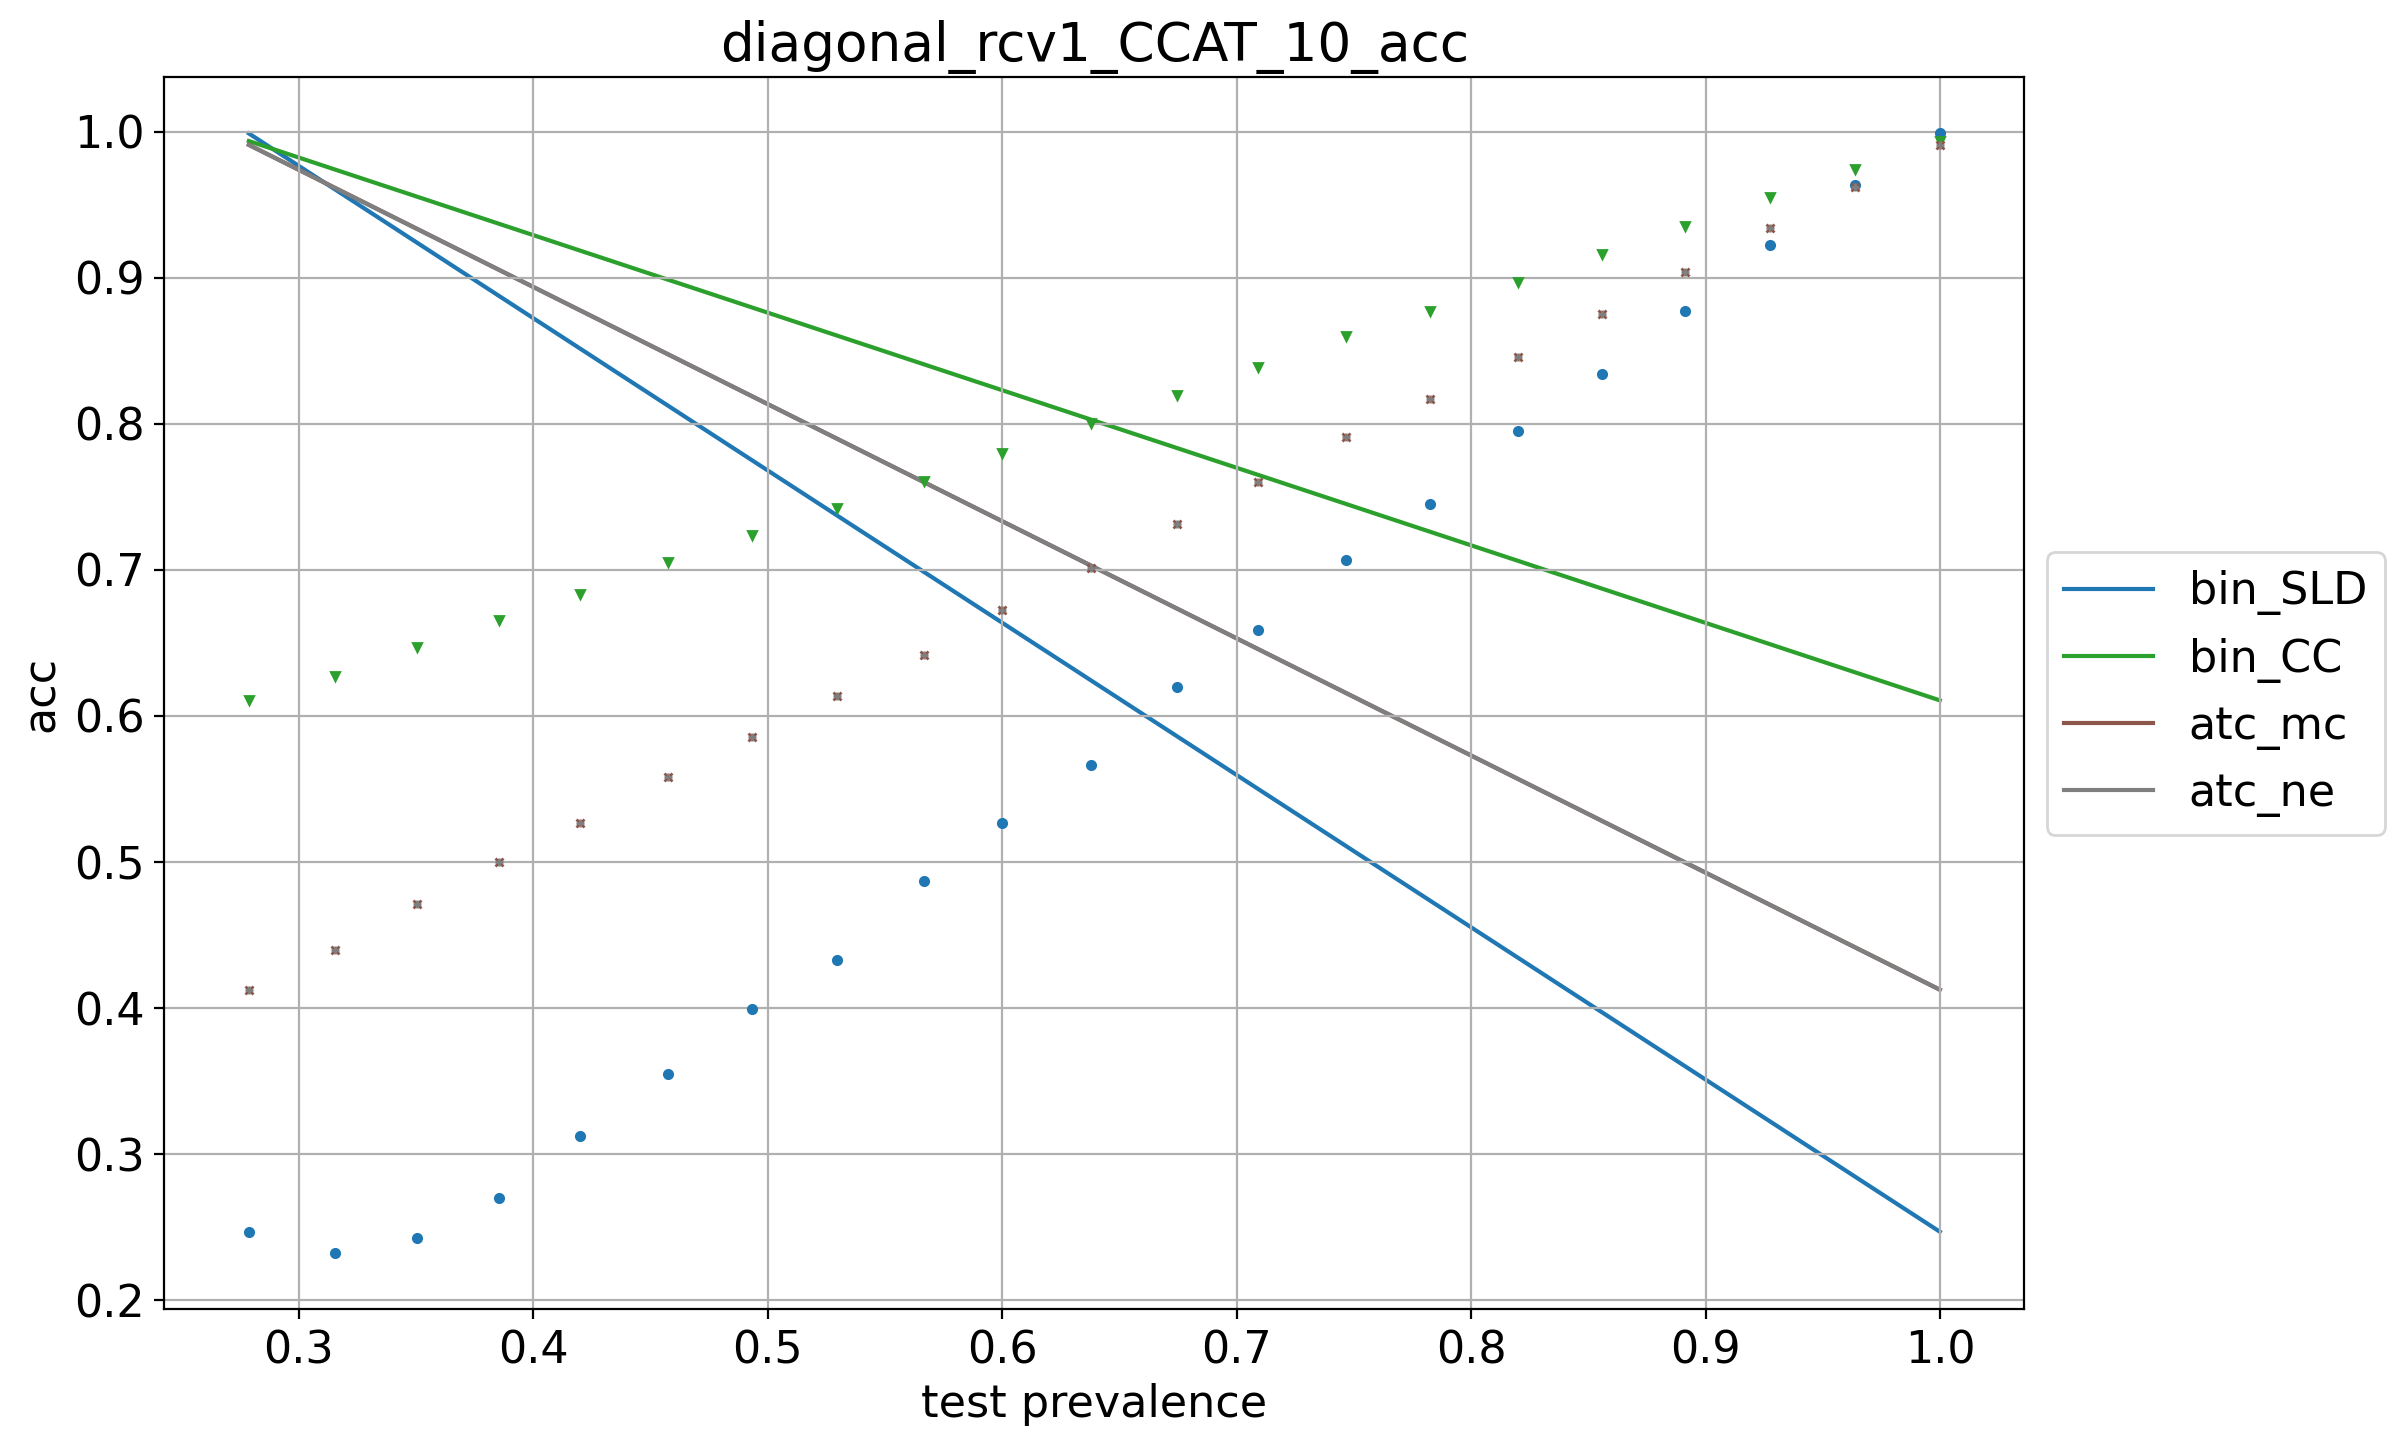 diagonal_rcv1_CCAT_10_acc
acc
1.0
0.9
0.8
0.7
0.6
0.5
0.4
0.3
0.2
0.3 0.4 0.5 0.6 0.7 0.8 0.9 1.0
test prevalence
bin_SLD
bin_CC
atc_mc
atc_ne